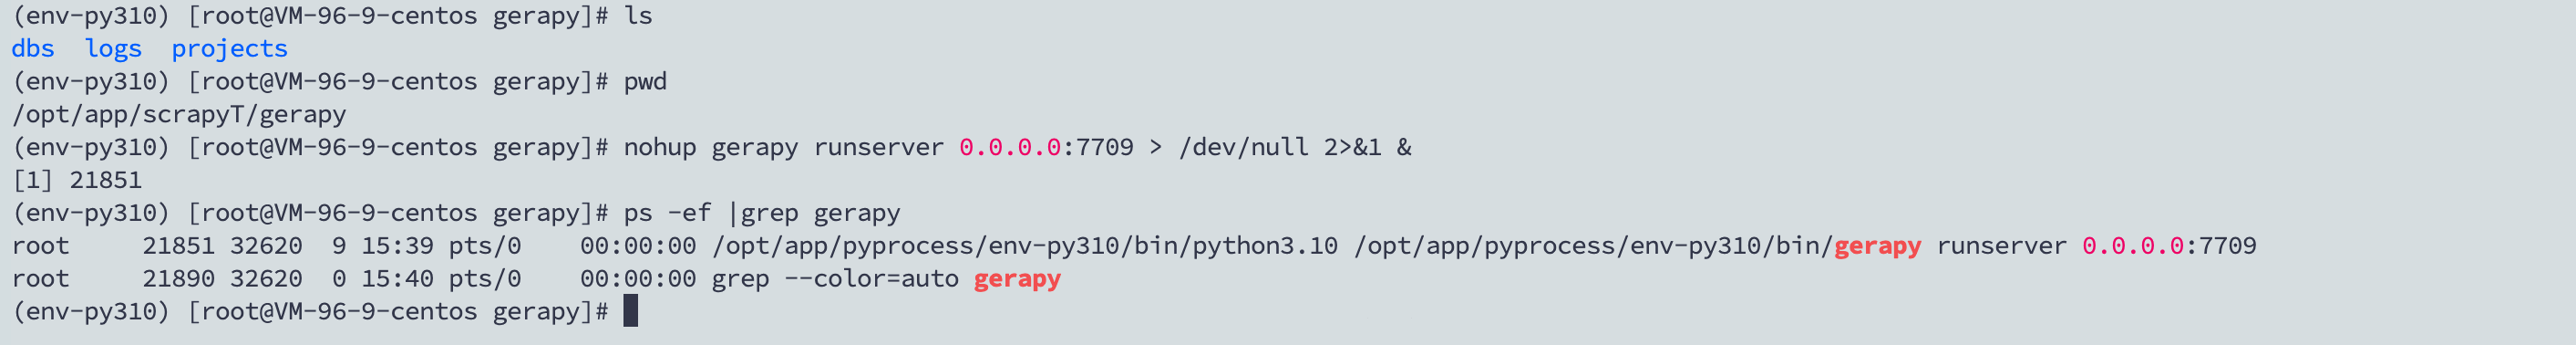 (env-py310) [root@VM-96-9-centos gerapy]# ls
dbs  logs  projects
(env-py310) [root@VM-96-9-centos gerapy]# pwd
/opt/app/scrapyT/gerapy
(env-py310) [root@VM-96-9-centos gerapy]# nohup gerapy runserver 0.0.0.0:7709 > /dev/null 2>&1 &
[1] 21851
(env-py310) [root@VM-96-9-centos gerapy]# ps -ef |grep gerapy
root     21851 32620  9 15:39 pts/0    00:00:00 /opt/app/pyprocess/env-py310/bin/python3.10 /opt/app/pyprocess/env-py310/bin/gerapy runserver 0.0.0.0:7709
root     21890 32620  0 15:40 pts/0    00:00:00 grep --color=auto gerapy
(env-py310) [root@VM-96-9-centos gerapy]#